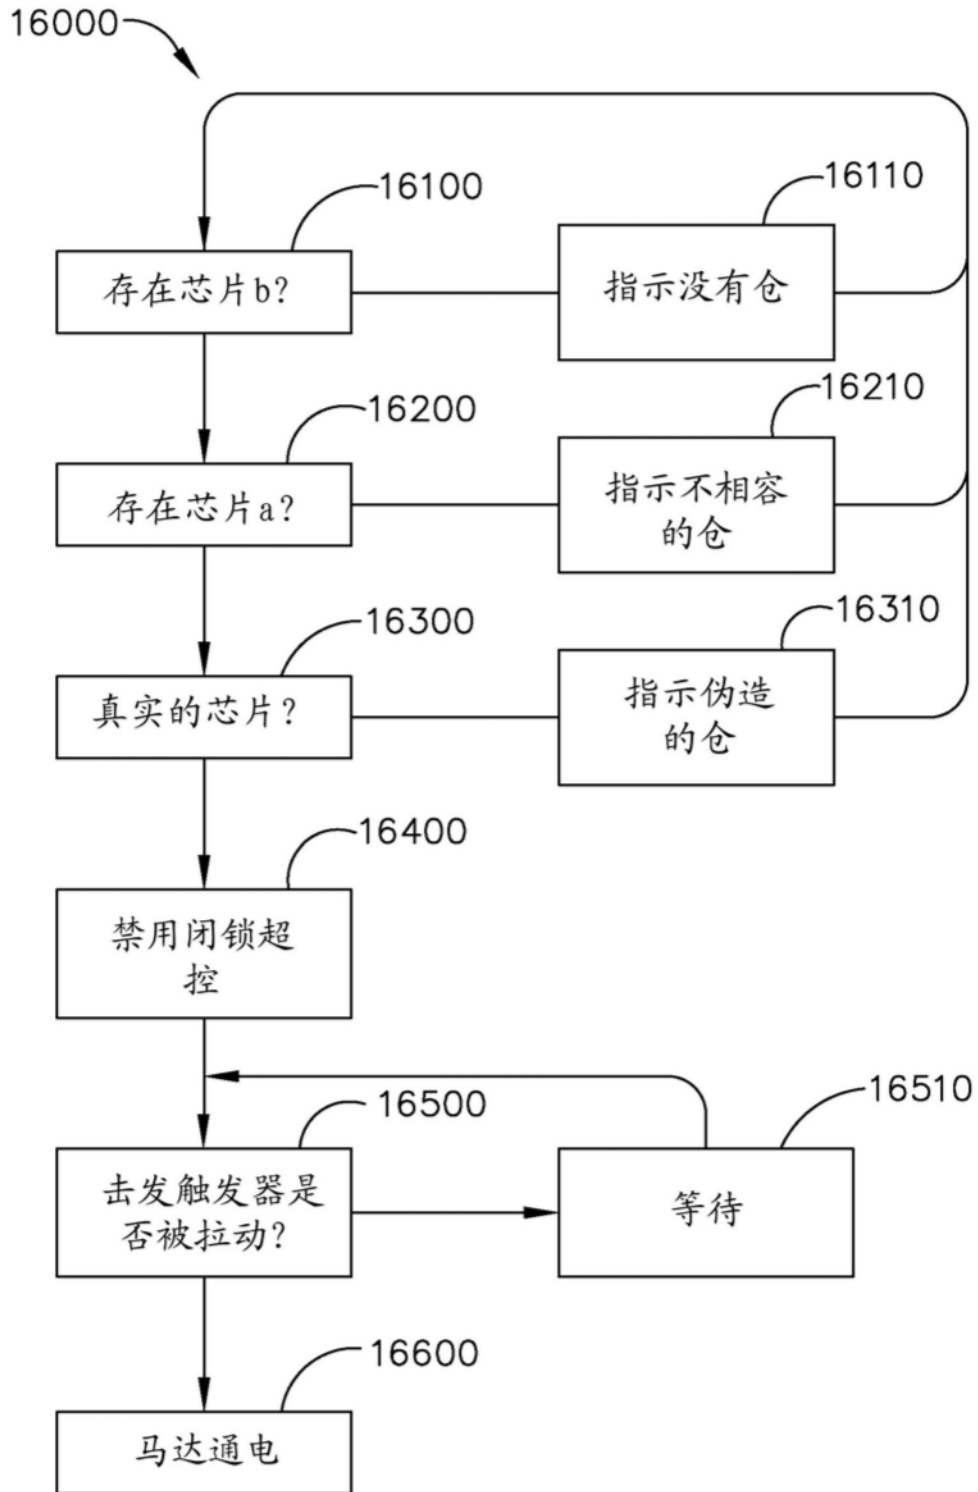 16000
16100
存在芯片b?
16110
指示没有仓
16200
存在芯片a?
16210
指示不相容
的仓
16300
真实的芯片?
16310
指示伪造
的仓
16400
禁用闭锁超
控
16500
击发触发器是
否被拉动?
16510
等待
16600
马达通电